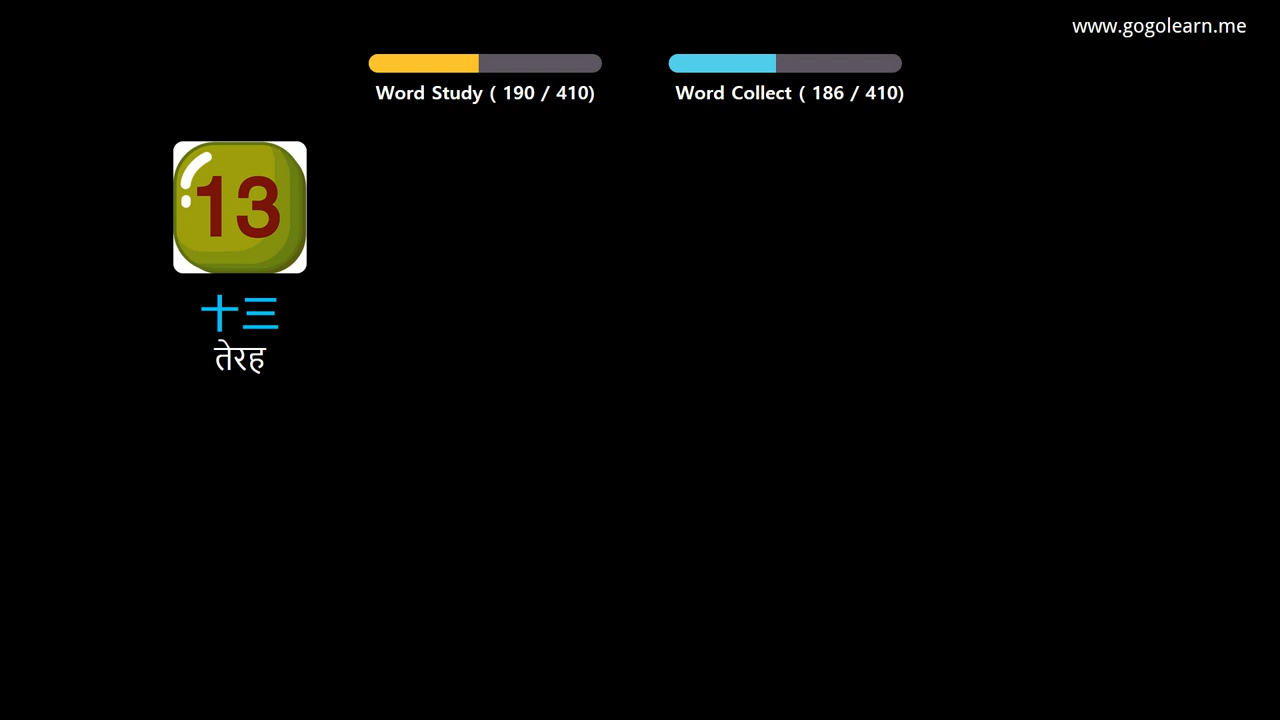 www.gogolearn.me
Word Study ( 190 / 410)
Word Collect ( 186 / 410)
13
十三
तेरह